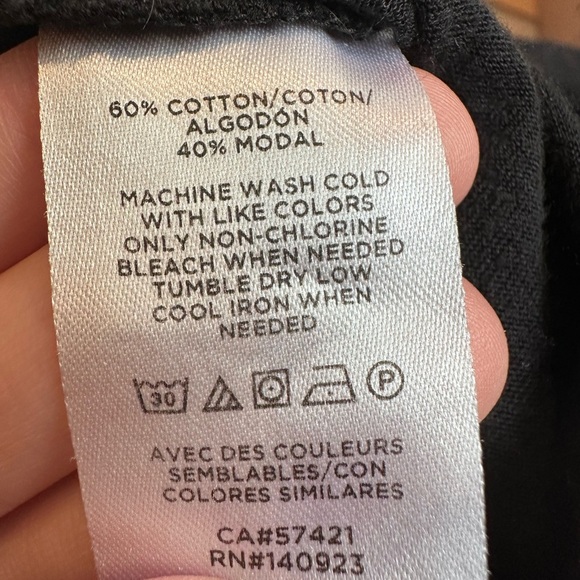 60% COTTON/COTON/
ALGODÓN
40% MODAL
MACHINE WASH COLD
WITH LIKE COLORS
ONLY NON-CHLORINE
BLEACH WHEN NEEDED
TUMBLE DRY LOW
COOL IRON WHEN
NEEDED
30 P
AVEC DES COULEURS
SEMBLABLES/CON
COLORES SIMILARES
CA#57421
RN#140923